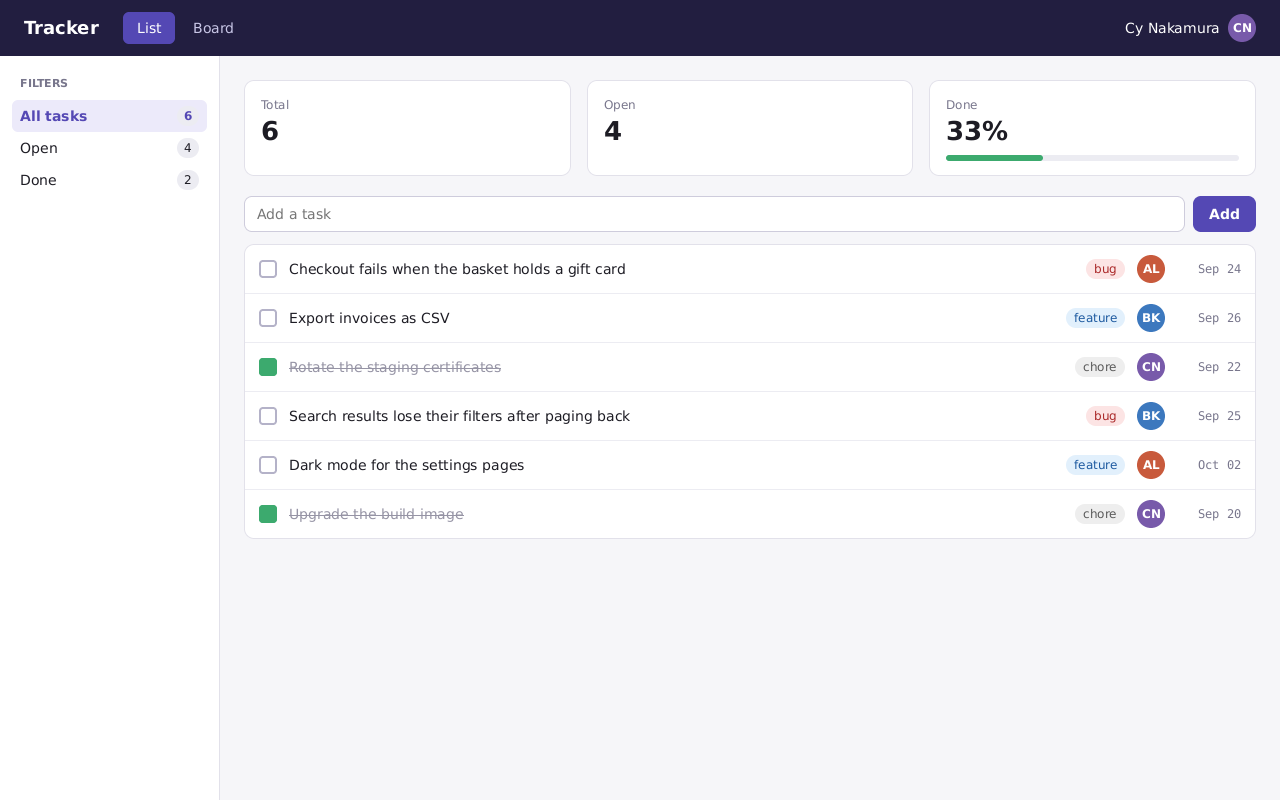 Tracker List Board Cy Nakamura CN
FILTERS
All tasks 6
Open 4
Done 2
Total
6
Open
4
Done
33%
Add a task Add
Checkout fails when the basket holds a gift card bug AL Sep 24
Export invoices as CSV feature BK Sep 26
Rotate the staging certificates chore CN Sep 22
Search results lose their filters after paging back bug BK Sep 25
Dark mode for the settings pages feature AL Oct 02
Upgrade the build image chore CN Sep 20